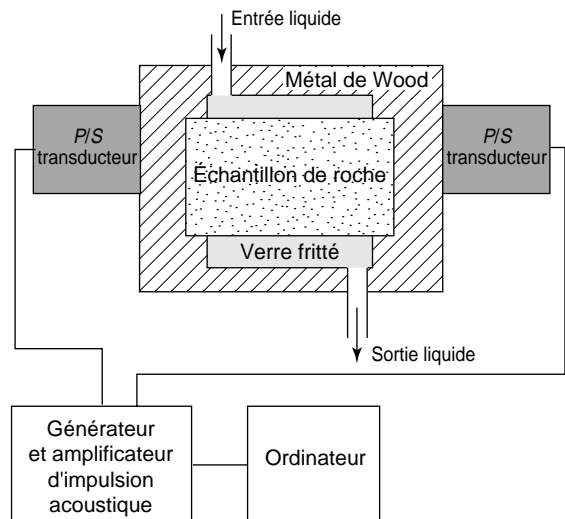 Entrée liquide
Métal de Wood
P/S
transducteur
P/S
transducteur
Échantillon de roche
Verre fritté
Sortie liquide
Générateur
et amplificateur
d'impulsion
acoustique
Ordinateur